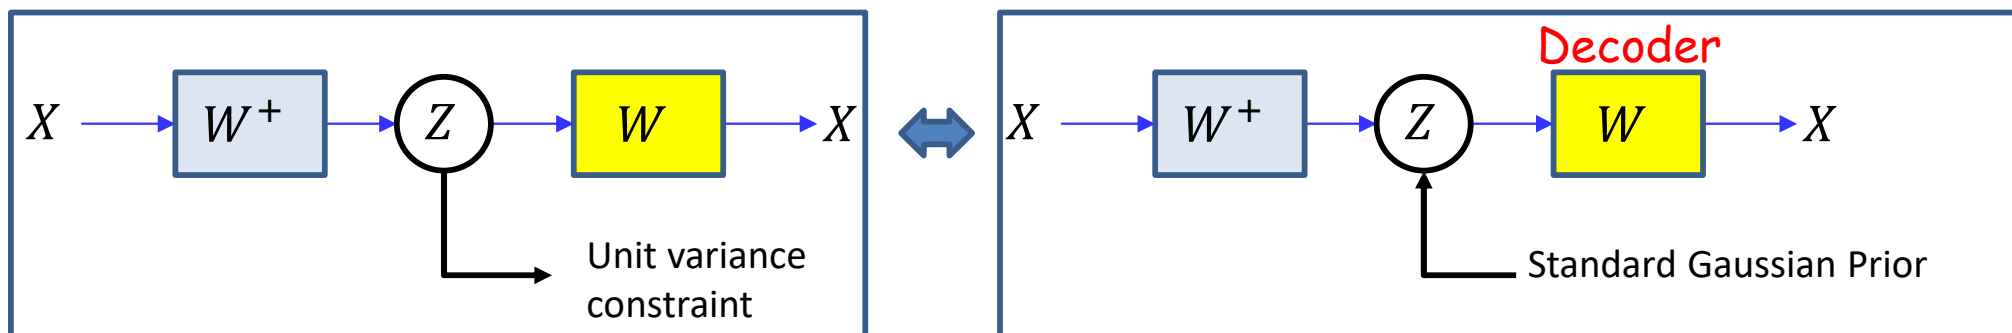 X W⁺ Z W X
Unit variance
constraint
Decoder
X W⁺ Z W X
Standard Gaussian Prior